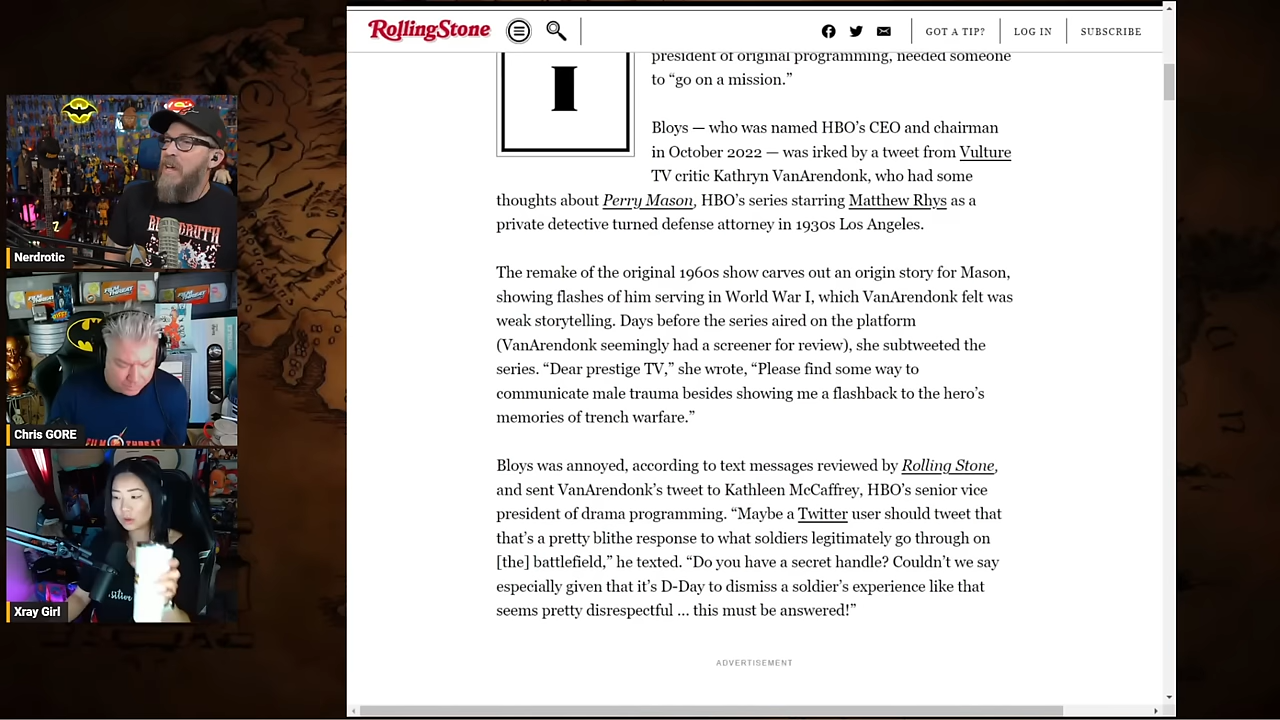 RollingStone
GOT A TIP?
LOG IN
SUBSCRIBE
president of original programming, needed someone
to “go on a mission.”
I
Bloys — who was named HBO’s CEO and chairman
in October 2022 — was irked by a tweet from Vulture
TV critic Kathryn VanArendonk, who had some
thoughts about Perry Mason, HBO’s series starring Matthew Rhys as a
private detective turned defense attorney in 1930s Los Angeles.
The remake of the original 1960s show carves out an origin story for Mason,
showing flashes of him serving in World War I, which VanArendonk felt was
weak storytelling. Days before the series aired on the platform
(VanArendonk seemingly had a screener for review), she subtweeted the
series. “Dear prestige TV,” she wrote, “Please find some way to
communicate male trauma besides showing me a flashback to the hero’s
memories of trench warfare.”
Bloys was annoyed, according to text messages reviewed by Rolling Stone,
and sent VanArendonk’s tweet to Kathleen McCaffrey, HBO’s senior vice
president of drama programming. “Maybe a Twitter user should tweet that
that’s a pretty blithe response to what soldiers legitimately go through on
[the] battlefield,” he texted. “Do you have a secret handle? Couldn’t we say
especially given that it’s D-Day to dismiss a soldier’s experience like that
seems pretty disrespectful ... this must be answered!”
ADVERTISEMENT
Nerdrotic
Chris GORE
Xray Girl